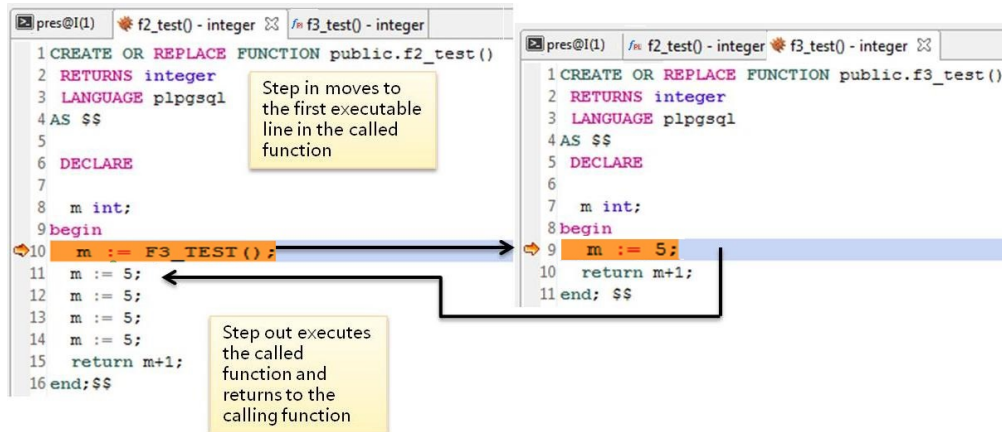 pres@I(1) f2_test() - integer f3_test() - integer
1 CREATE OR REPLACE FUNCTION public.f2_test()
2 RETURNS integer
3 LANGUAGE plpgsql
4 AS $$
5
6 DECLARE
7
8 m int;
9 begin
10 m := F3_TEST();
11 m := 5;
12 m := 5;
13 m := 5;
14 m := 5;
15 return m+1;
16 end;$$
Step in moves to
the first executable
line in the called
function
Step out executes
the called
function and
returns to the
calling function
pres@I(1) f2_test() - integer f3_test() - integer
1 CREATE OR REPLACE FUNCTION public.f3_test()
2 RETURNS integer
3 LANGUAGE plpgsql
4 AS $$
5 DECLARE
6
7 m int;
8 begin
9 m := 5;
10 return m+1;
11 end; $$